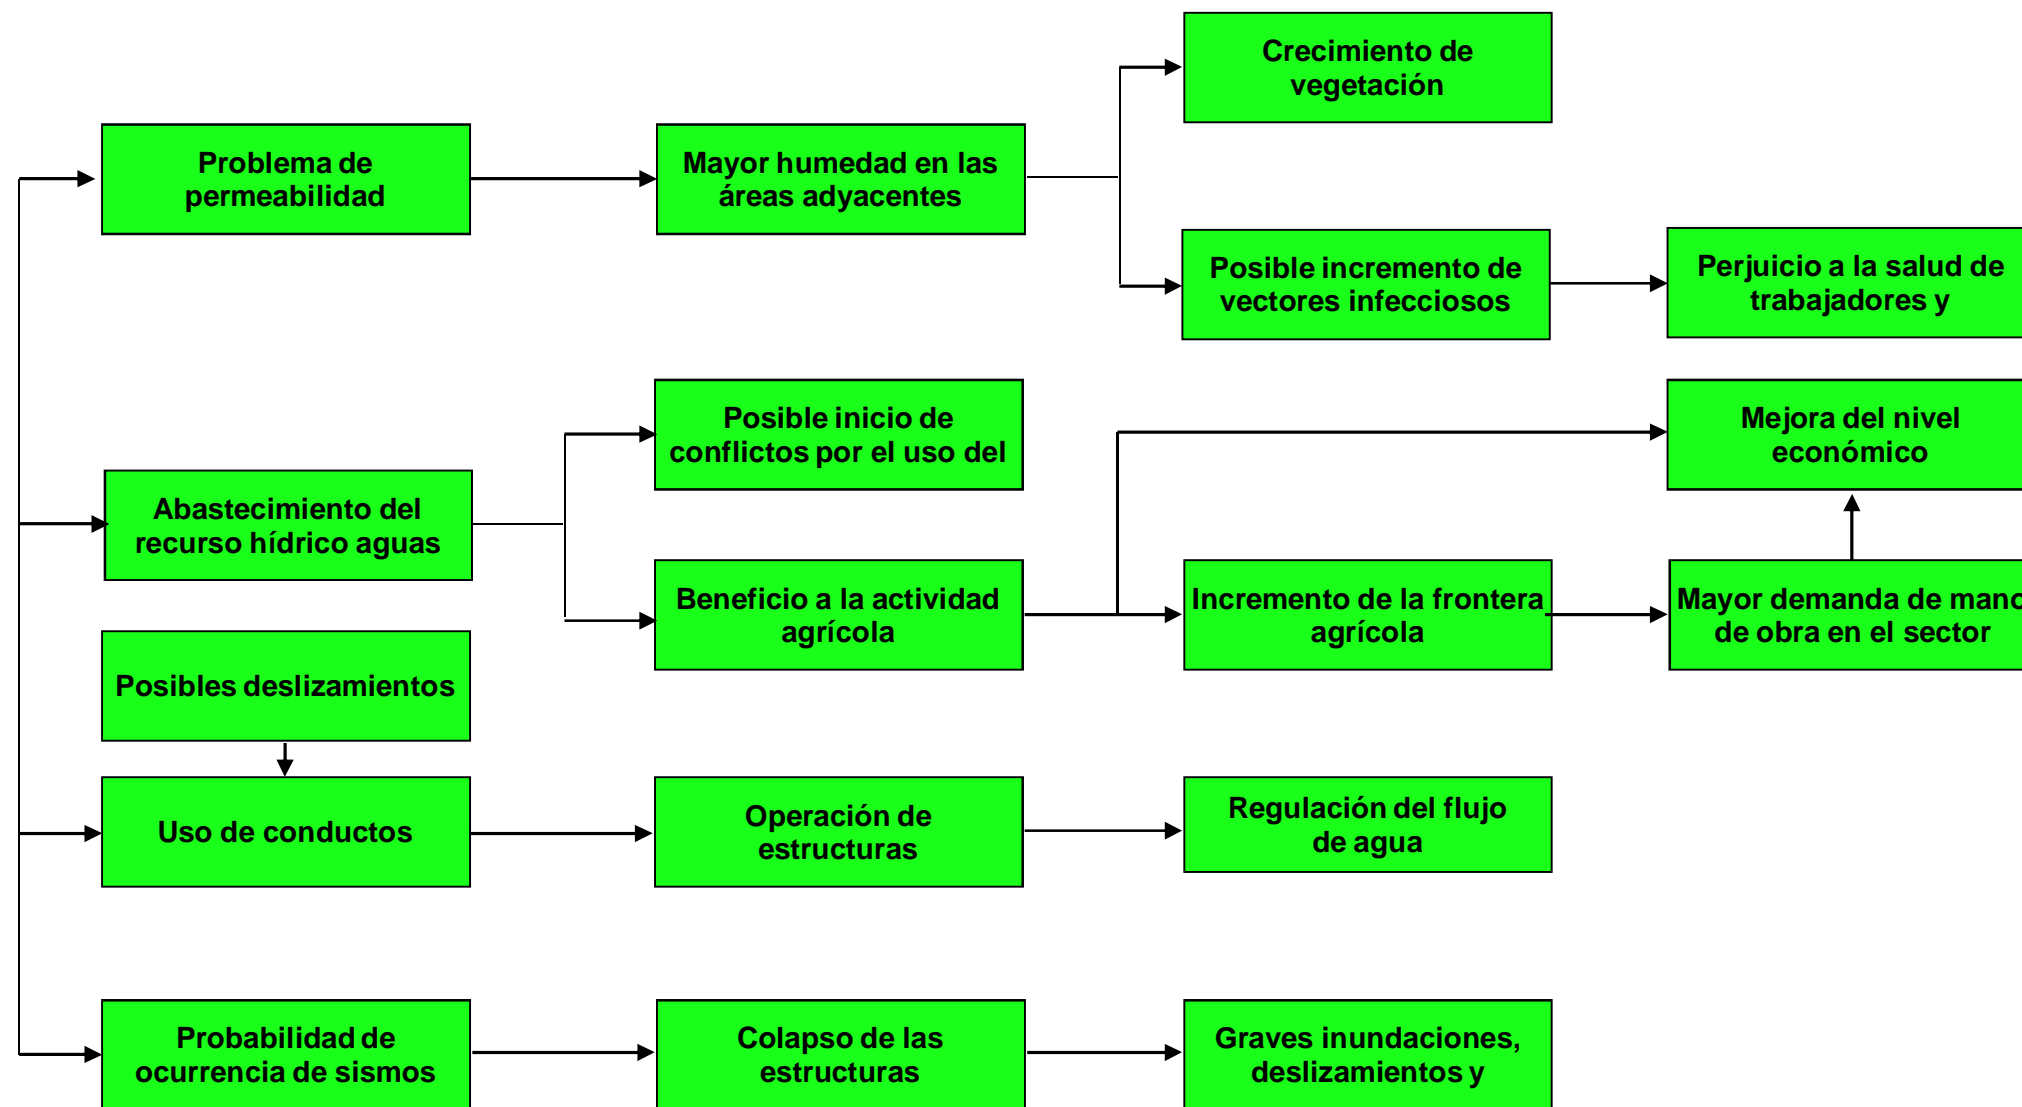 Crecimiento de
vegetación
Problema de
permeabilidad
Mayor humedad en las
áreas adyacentes
Posible incremento de
vectores infecciosos
Perjuicio a la salud de
trabajadores y
Posible inicio de
conflictos por el uso del
Mejora del nivel
económico
Abastecimiento del
recurso hídrico aguas
Beneficio a la actividad
agrícola
Incremento de la frontera
agrícola
Mayor demanda de mano
de obra en el sector
Posibles deslizamientos
Uso de conductos
Operación de
estructuras
Regulación del flujo
de agua
Probabilidad de
ocurrencia de sismos
Colapso de las
estructuras
Graves inundaciones,
deslizamientos y